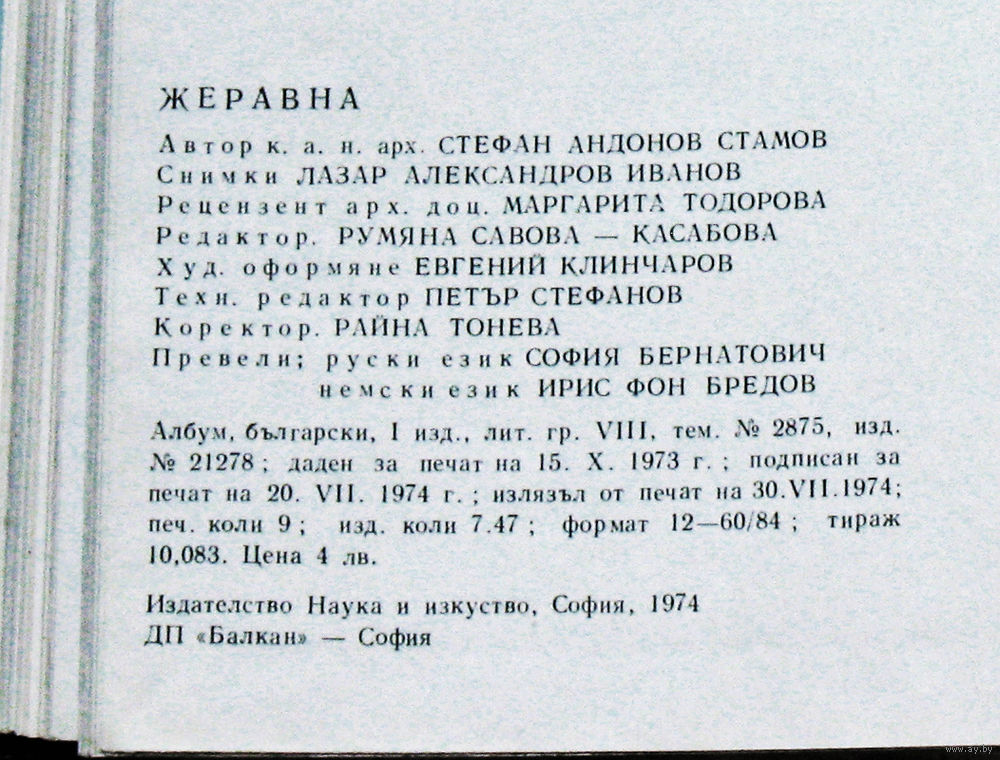 ЖЕРАВНА
Автор к. а. н. арх. СТЕФАН АНДОНОВ СТАМОВ
Снимки ЛАЗАР АЛЕКСАНДРОВ ИВАНОВ
Рецензент арх. доц. МАРГАРИТА ТОДОРОВА
Редактор. РУМЯНА САВОВА — КАСАБОВА
Худ. оформяне ЕВГЕНИЙ КЛИНЧАРОВ
Техн. редактор ПЕТЪР СТЕФАНОВ
Коректор. РАЙНА ТОНЕВА
Превели; руски език СОФИЯ БЕРНАТОВИЧ
немски език ИРИС ФОН БРЕДОВ
Албум, български, I изд., лит. гр. VIII, тем. № 2875, изд.
№ 21278; даден за печат на 15. X. 1973 г.; подписан за
печат на 20. VII. 1974 г.; излязъл от печат на 30.VII.1974;
печ. коли 9; изд. коли 7.47; формат 12—60/84; тираж
10,083. Цена 4 лв.
Издателство Наука и изкуство, София, 1974
ДП «Балкан» — София
www.ay.by